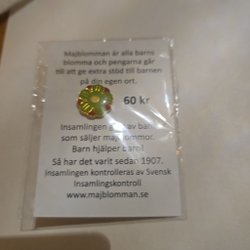 Majblomman är alla barns
blomma och pengarna går
till att ge extra stöd till barnen
på din egen ort.
60 kr
Insamlingen av barn
som säljer majblommor.
Barn hjälper barn!
Så har det varit sedan 1907.
Insamlingen kontrolleras av Svensk
Insamlingskontroll
www.majblomman.se